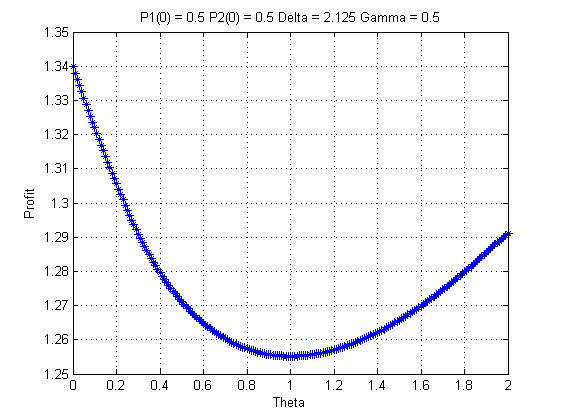 P1(0) = 0.5 P2(0) = 0.5 Delta = 2.125 Gamma = 0.5
1.35
1.34
1.33
1.32
1.31
1.3
1.29
1.28
1.27
1.26
1.25
Profit
0 0.2 0.4 0.6 0.8 1 1.2 1.4 1.6 1.8 2
Theta